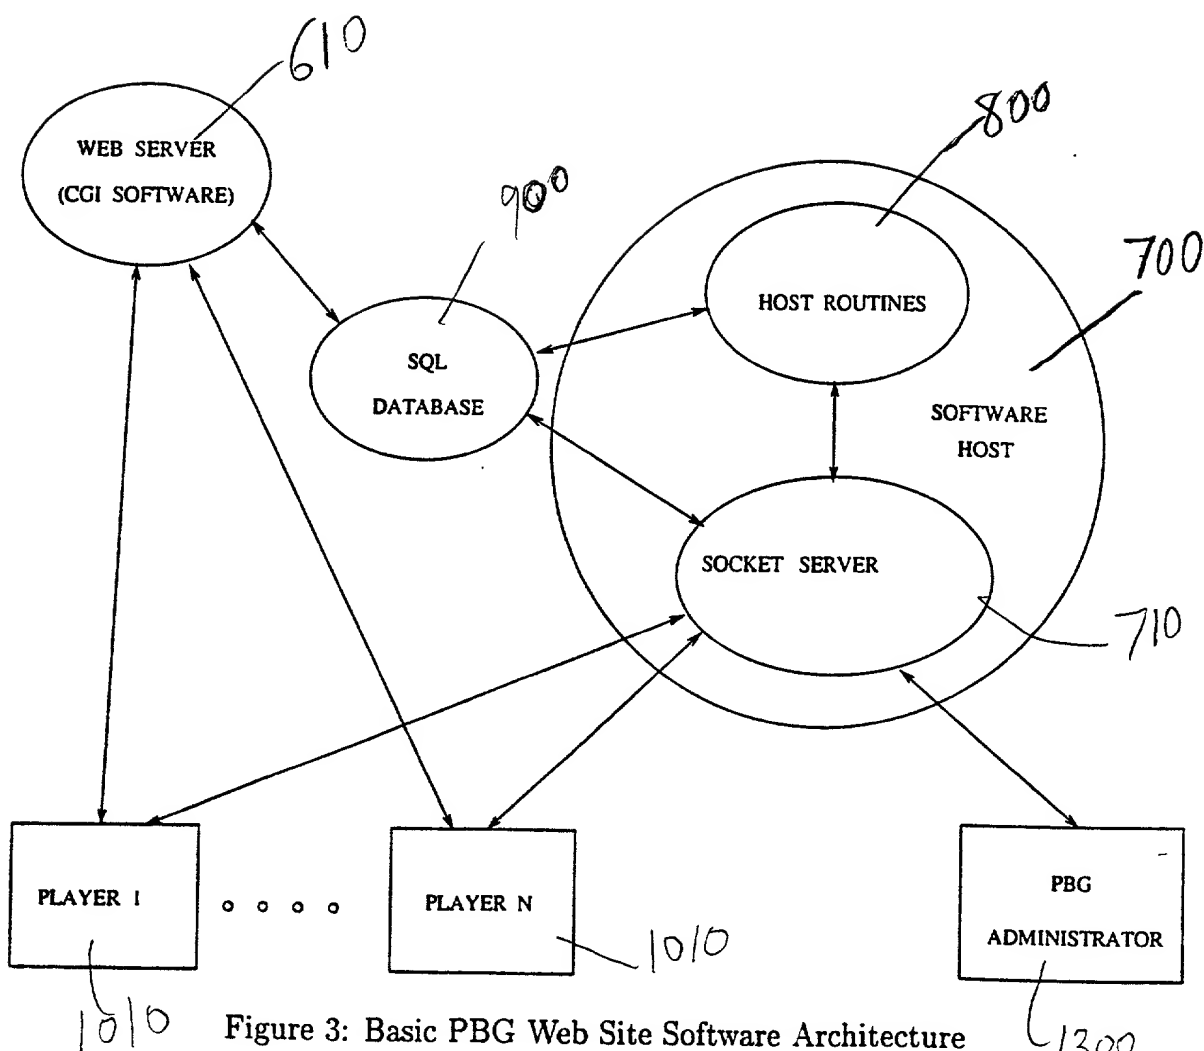 610
WEB SERVER
(CGI SOFTWARE)
800
900
700
HOST ROUTINES
SQL
DATABASE
SOFTWARE
HOST
SOCKET SERVER
710
PLAYER 1
PLAYER N
PBG
ADMINISTRATOR
1010
1010
1300
Figure 3: Basic PBG Web Site Software Architecture